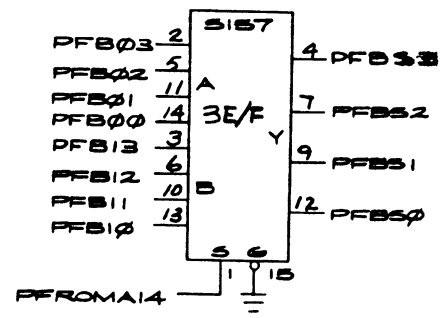 S157
PFBØ3 2
PFBØ2 5
PFBØ1 11 A
PFBØØ 14
PFB13 3
PFB12 6
PFB11 10 B
PFB1Ø 13
3E/F
Y
4 PFBS3
7 PFBS2
9 PFBS1
12 PFBSØ
S G
1 15
PFROMA14